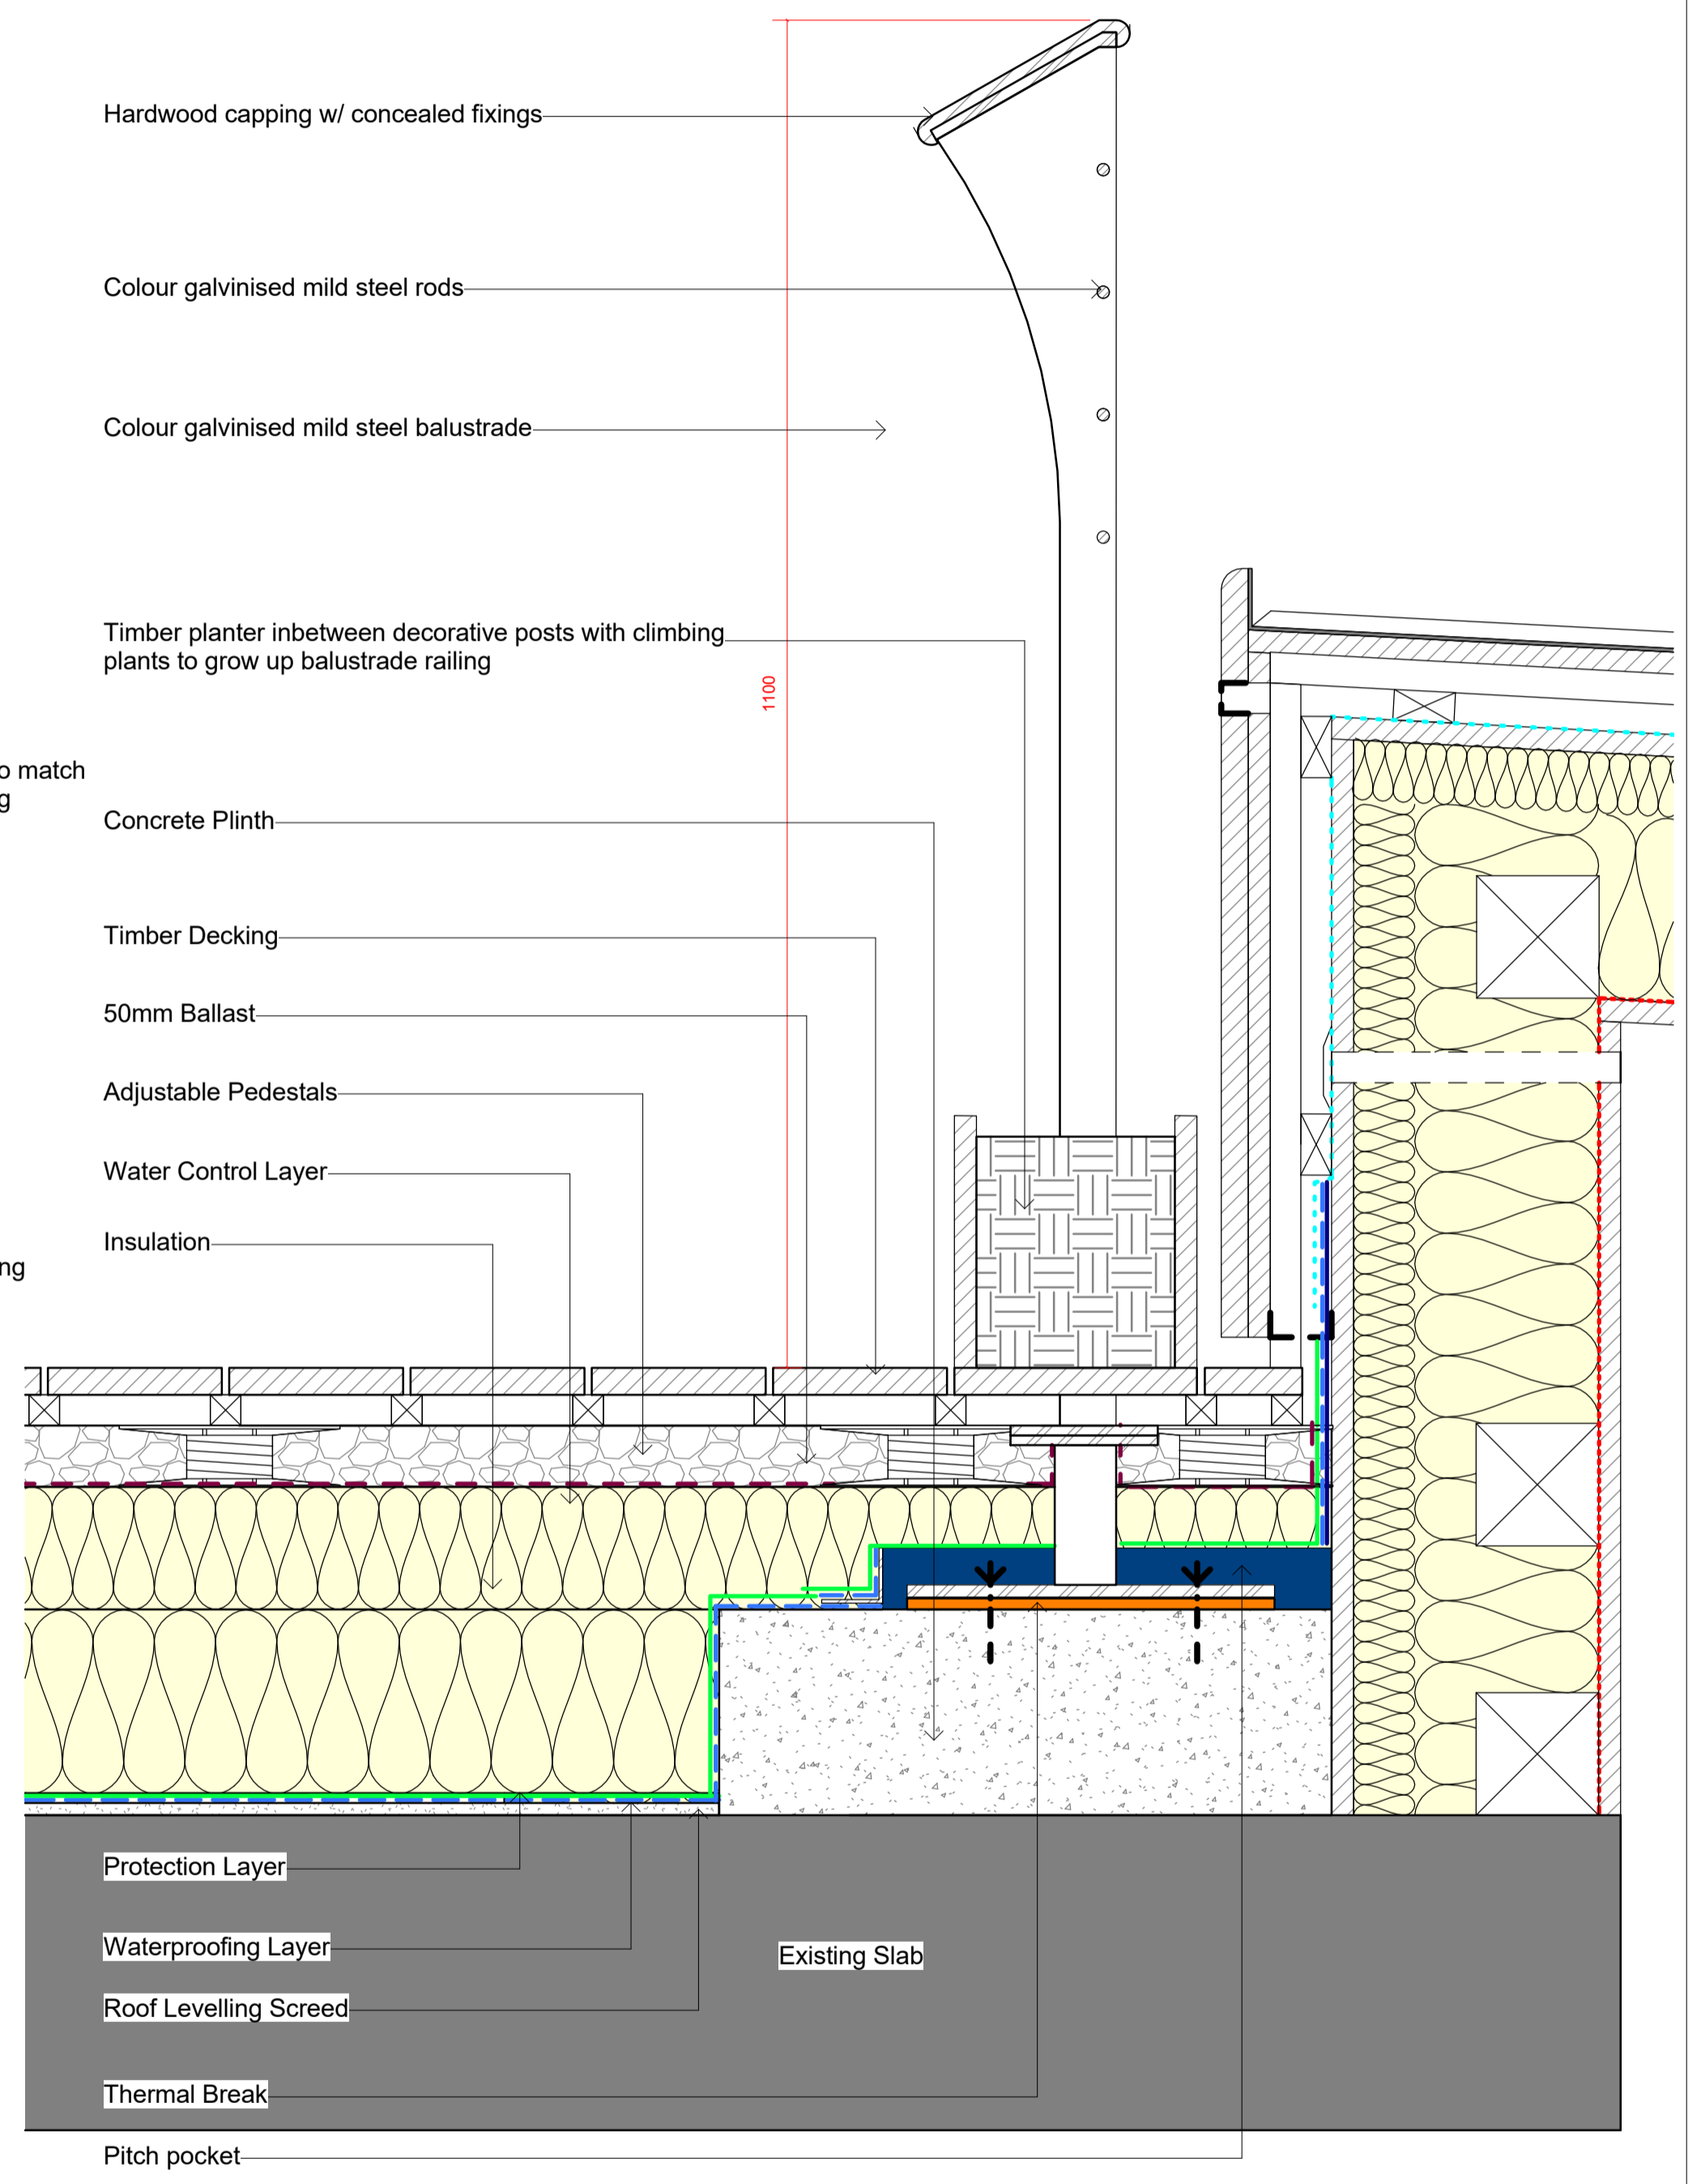 Hardwood capping w/ concealed fixings
Colour galvinised mild steel rods
Colour galvinised mild steel balustrade
Timber planter inbetween decorative posts with climbing
plants to grow up balustrade railing
1100
o match
g
Concrete Plinth
Timber Decking
50mm Ballast
Adjustable Pedestals
Water Control Layer
Insulation
ng
Protection Layer
Waterproofing Layer
Existing Slab
Roof Levelling Screed
Thermal Break
Pitch pocket